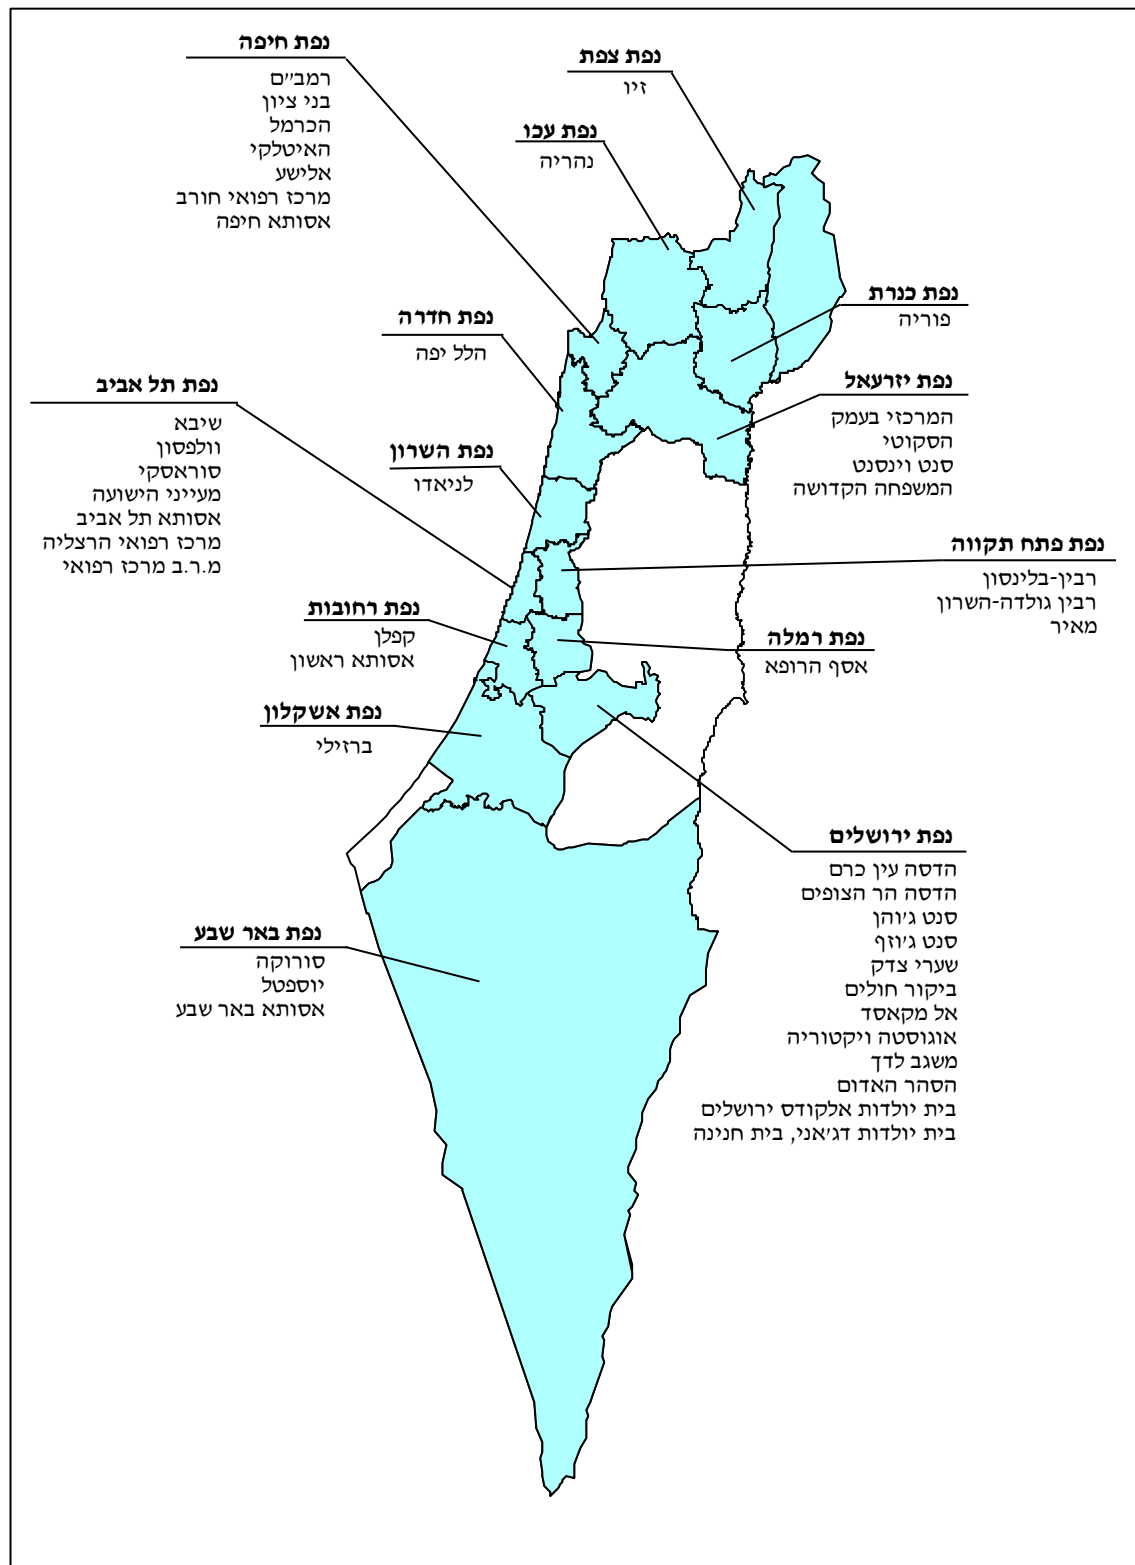 נפת חיפה
רמב״ם
בני ציון
הכרמל
האיטלקי
אלישע
מרכז רפואי חורב
אסותא חיפה
נפת צפת
זיו
נפת עכו
נהריה
נפת כנרת
פוריה
נפת חדרה
הלל יפה
נפת יזרעאל
המרכזי בעמק
הסקוטי
סנט וינסנט
המשפחה הקדושה
נפת תל אביב
שיבא
וולפסון
סוראסקי
מעייני הישועה
אסותא תל אביב
מרכז רפואי הרצליה
מ.ר.ב מרכז רפואי
נפת השרון
לניאדו
נפת פתח תקווה
רבין-בלינסון
רבין גולדה-השרון
מאיר
נפת רחובות
קפלן
אסותא ראשון
נפת רמלה
אסף הרופא
נפת אשקלון
ברזילי
נפת ירושלים
הדסה עין כרם
הדסה הר הצופים
סנט ג׳והן
סנט ג׳וזף
שערי צדק
ביקור חולים
אל מקאסד
אוגוסטה ויקטוריה
משגב לדך
הסהר האדום
בית יולדות אלקודס ירושלים
בית יולדות דג׳אני, בית חנינה
נפת באר שבע
סורוקה
יוספטל
אסותא באר שבע